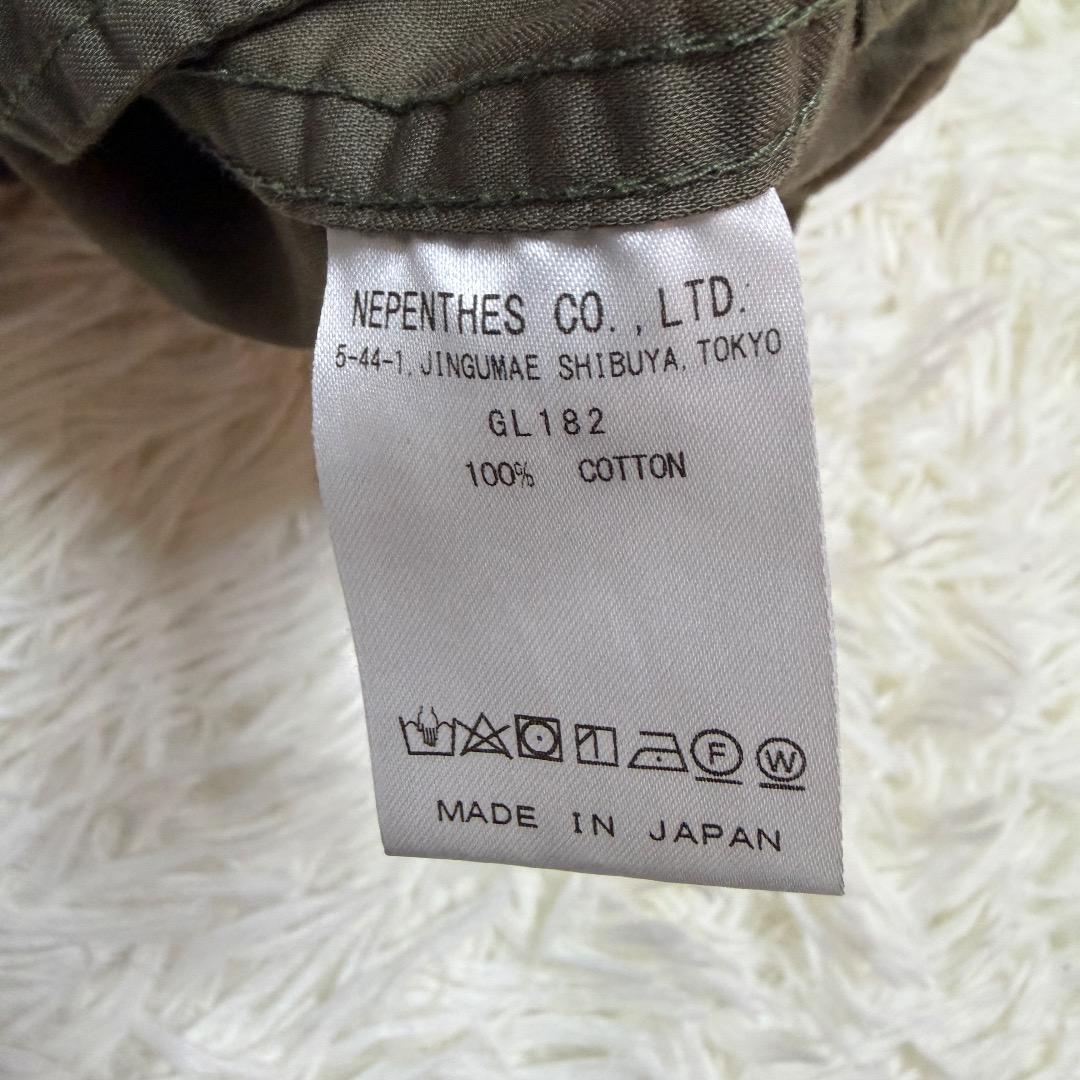 NEPENTHES CO., LTD.
5-44-1, JINGUMAE SHIBUYA, TOKYO
GL182
100% COTTON
F W
MADE IN JAPAN